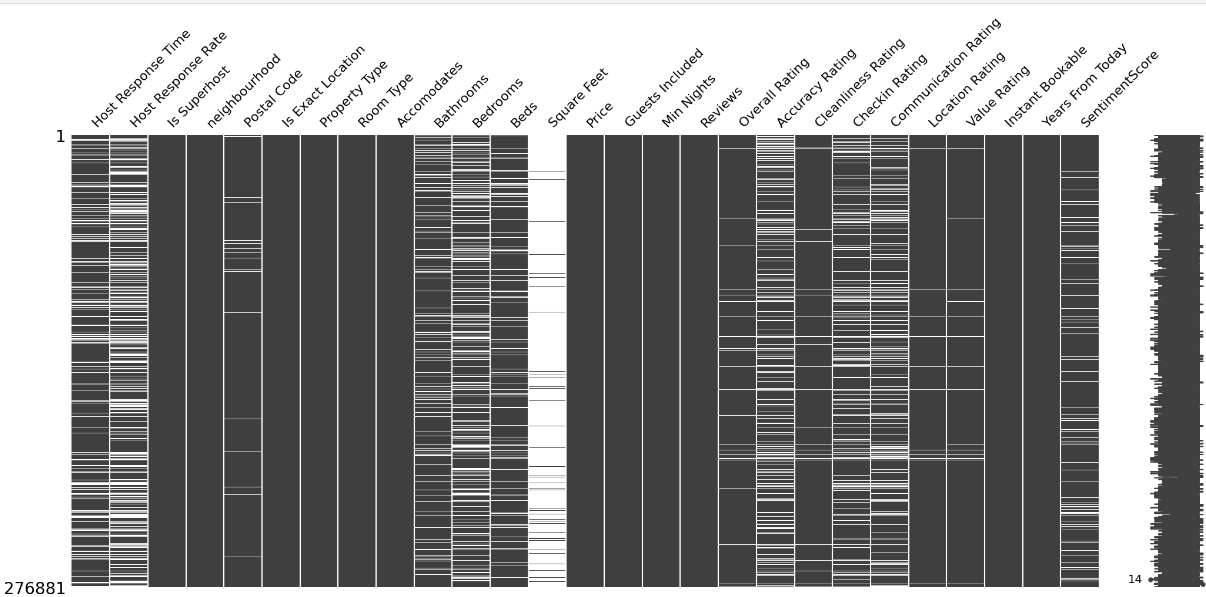 Host Response Time
Host Response Rate
Is Superhost
neighbourhood
Postal Code
Is Exact Location
Property Type
Room Type
Accomodates
Bathrooms
Bedrooms
Beds
Square Feet
Price
Guests Included
Min Nights
Reviews
Overall Rating
Accuracy Rating
Cleanliness Rating
Checkin Rating
Communication Rating
Location Rating
Value Rating
Instant Bookable
Years From Today
SentimentScore
1
14
276881